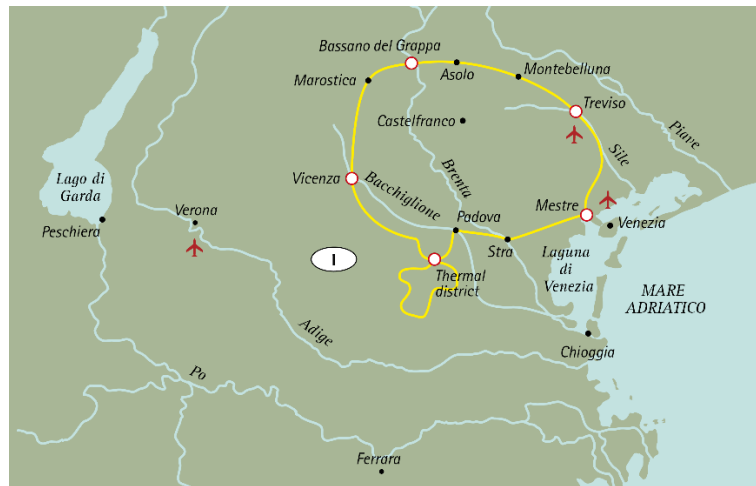 Bassano del Grappa
Asolo
Montebelluna
Marostica
Treviso
Castelfranco
Piave
Sile
Brenta
Lago di
Garda
Vicenza
Bacchiglione
Verona
Peschiera
Padova
Mestre
Venezia
Stra
Laguna
di
Venezia
I
Thermal
district
MARE
ADRIATICO
Adige
Chioggia
Po
Ferrara